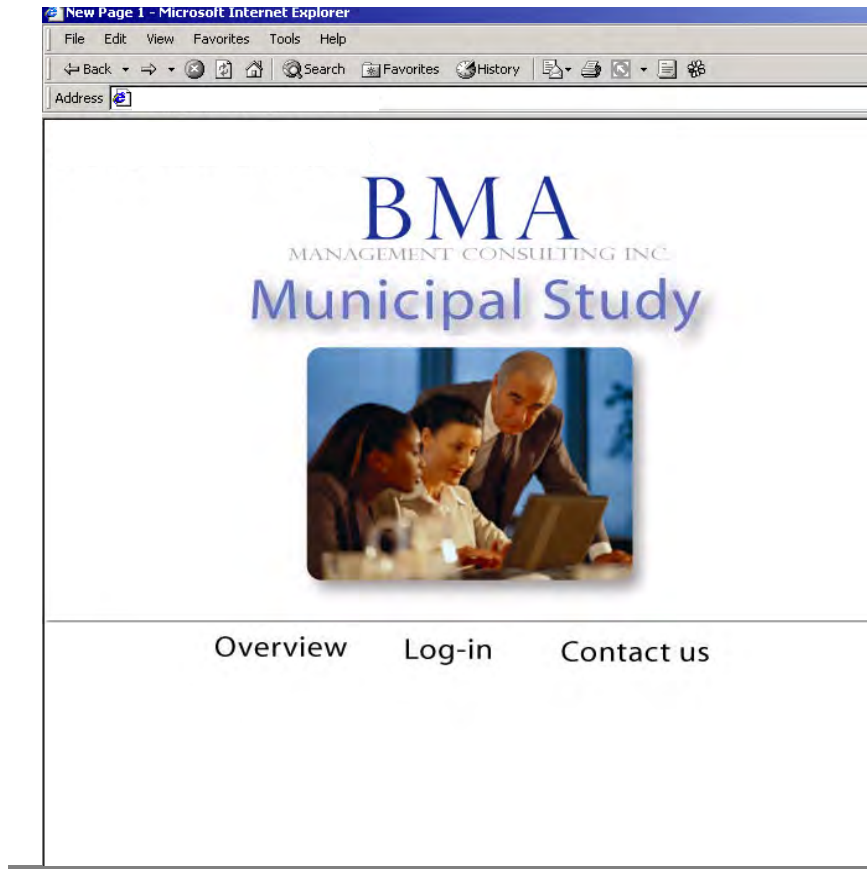 New Page 1 - Microsoft Internet Explorer
File Edit View Favorites Tools Help
Back Search Favorites History
Address
BMA
MANAGEMENT CONSULTING INC.
Municipal Study
Overview Log-in Contact us